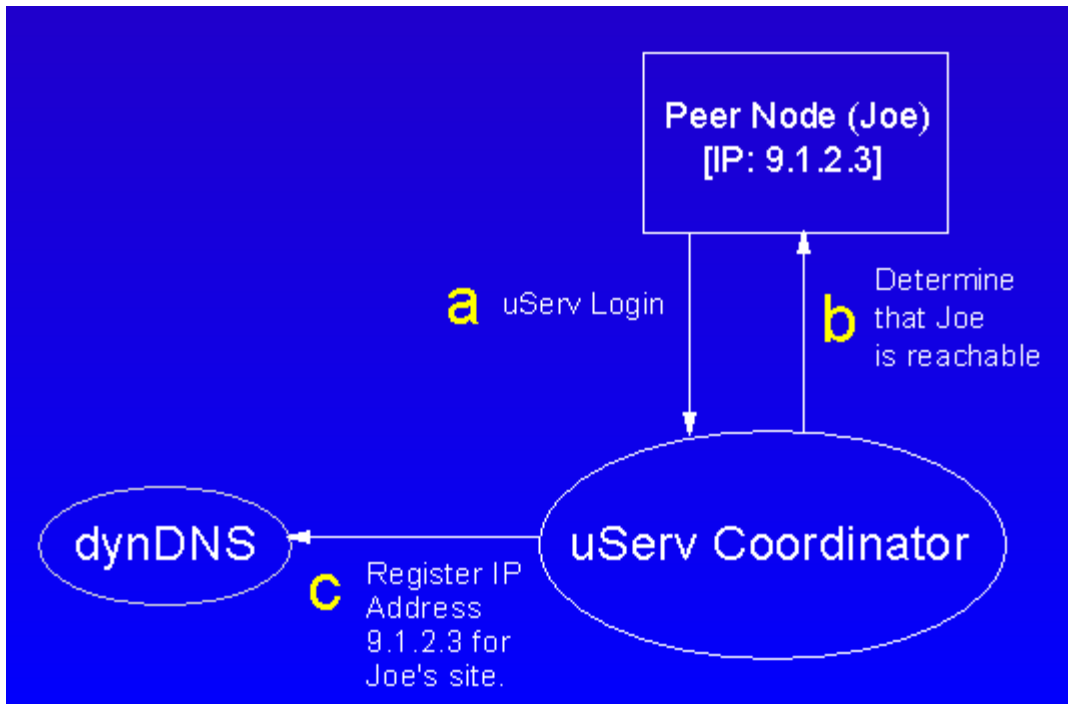 Peer Node (Joe)
[IP: 9.1.2.3]
a
uServ Login
b
Determine
that Joe
is reachable
dynDNS
uServ Coordinator
c
Register IP
Address
9.1.2.3 for
Joe's site.